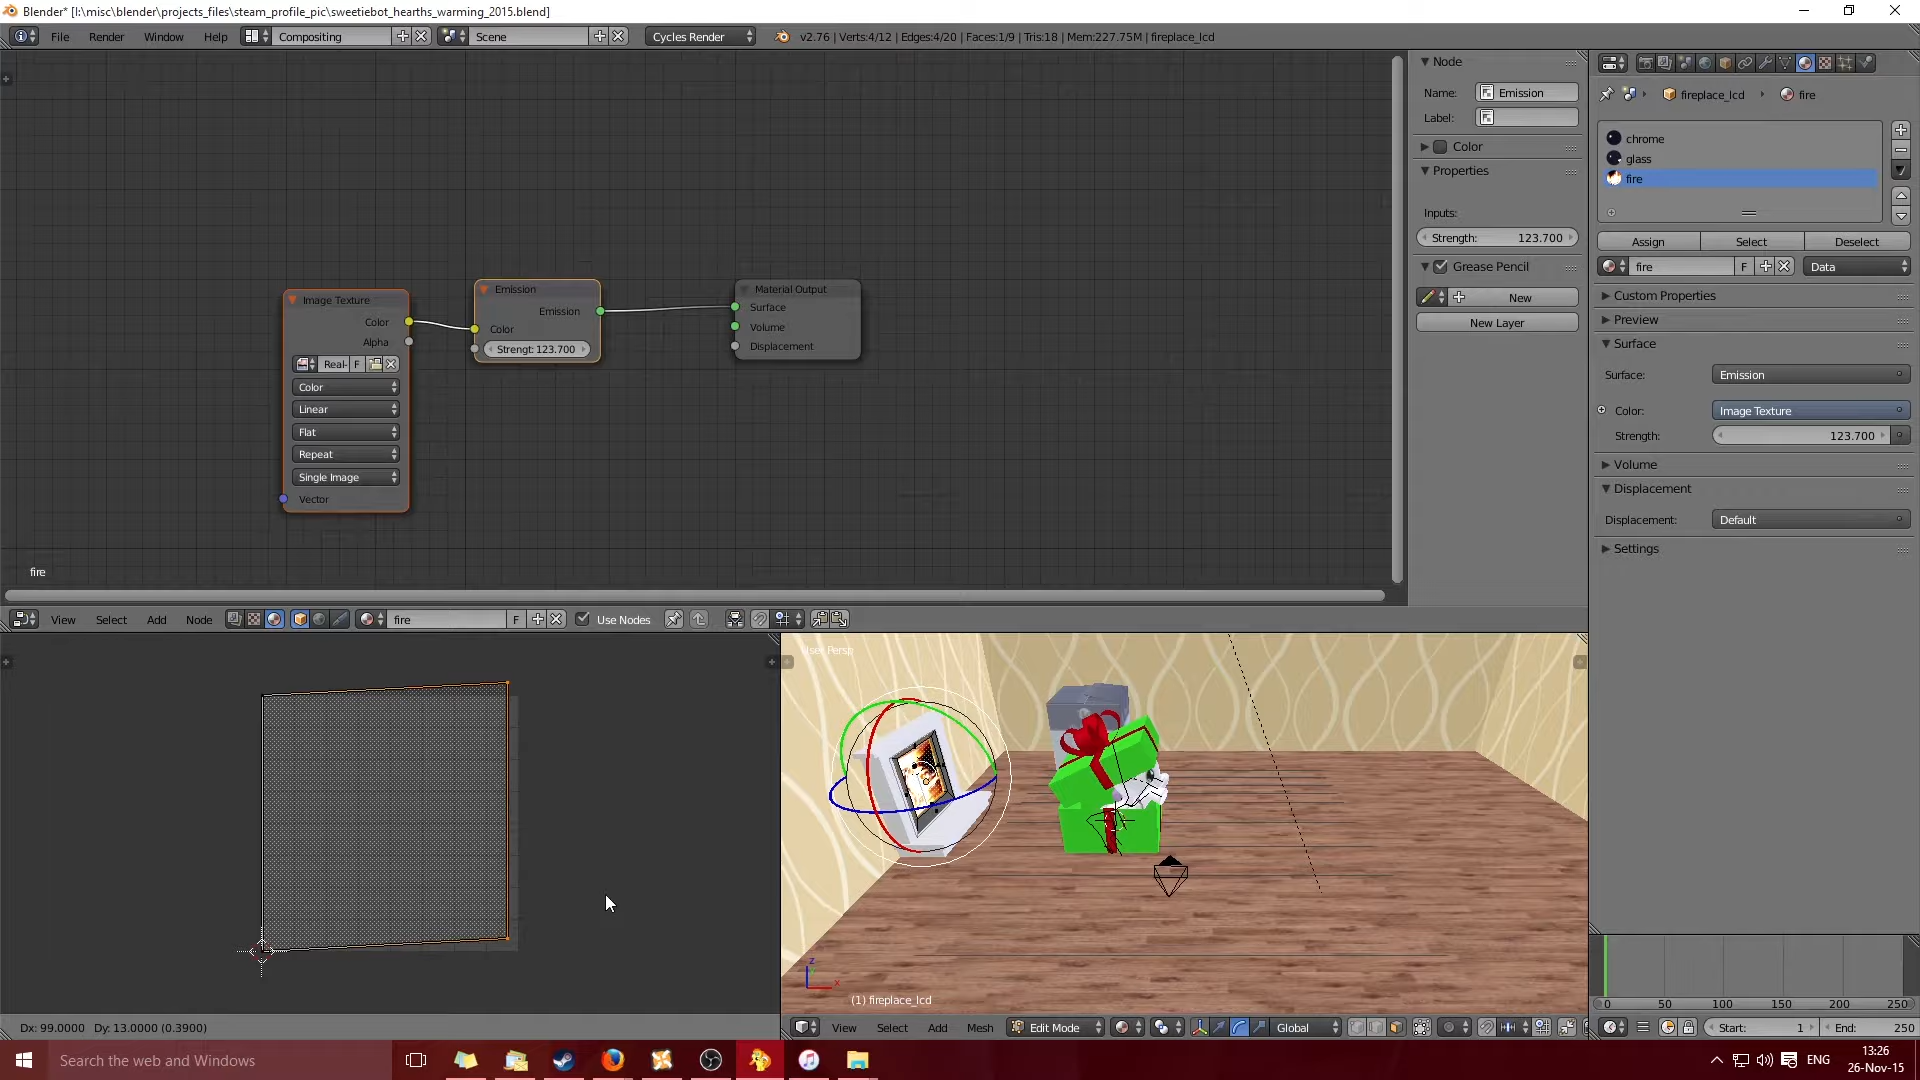 Blender* [I:\misc\blender\projects_files\steam_profile_pic\sweetiebot_hearths_warming_2015.blend]
File Render Window Help Compositing Scene Cycles Render v2.76 | Verts:4/12 | Edges:4/20 | Faces:1/9 | Tris:18 | Mem:227.75M | fireplace_lcd
Node
Name: Emission
Label:
Color
Properties
Inputs:
Strength: 123.700
Grease Pencil
New
New Layer
fireplace_lcd fire
chrome
glass
fire
Assign Select Deselect
fire F Data
Custom Properties
Preview
Surface
Surface: Emission
Color: Image Texture
Strength: 123.700
Volume
Displacement
Displacement: Default
Settings
Image Texture
Color
Alpha
Real- F
Color
Linear
Flat
Repeat
Single Image
Vector
Emission
Emission
Color
Strengt: 123.700
Material Output
Surface
Volume
Displacement
fire
View Select Add Node fire F Use Nodes
User Persp
(1) fireplace_lcd
Dx: 99.0000 Dy: 13.0000 (0.3900)
View Select Add Mesh Edit Mode Global
0 50 100 150 200 250
Start: 1 End: 250
Search the web and Windows
ENG
13:26
26-Nov-15